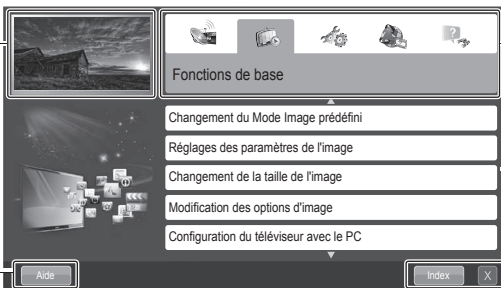 Fonctions de base
Changement du Mode Image prédéfini
Réglages des paramètres de l'image
Changement de la taille de l'image
Modification des options d'image
Configuration du téléviseur avec le PC
Aide
Index X